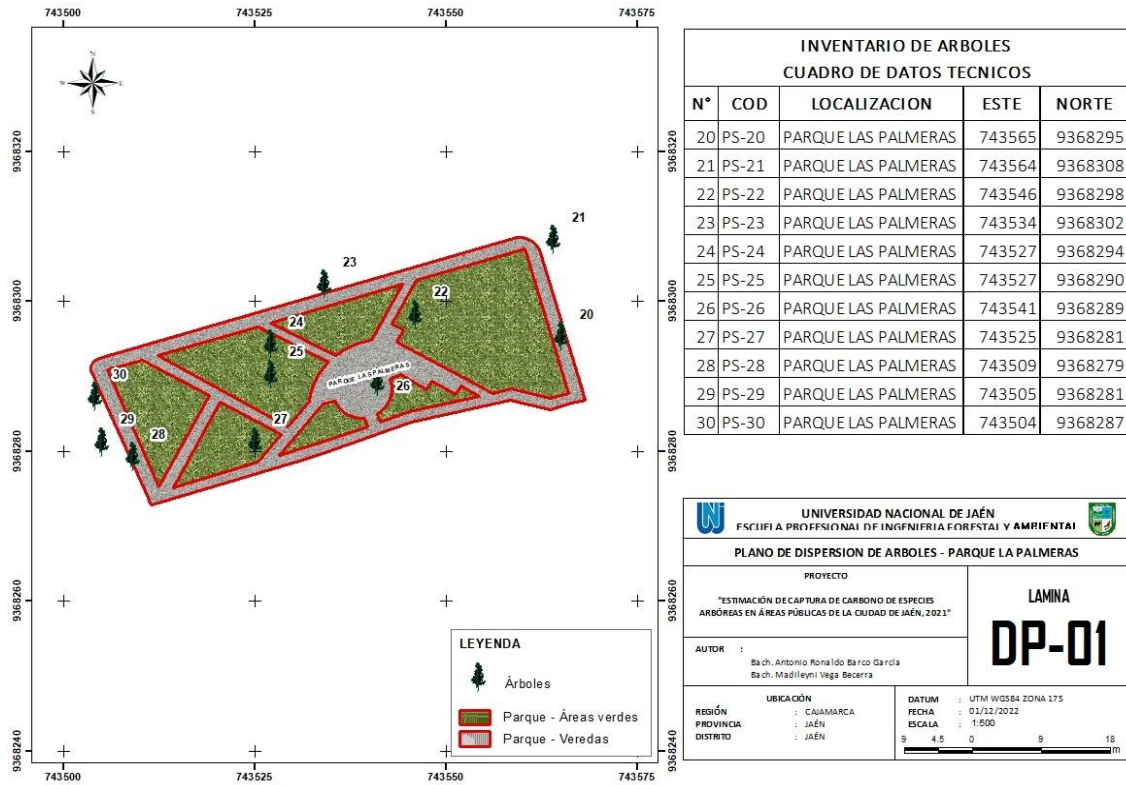 743500 743525 743550 743575
N
W E
S
9368320 9368320
21
23
22
20
9368300 9368300
24
25
PARQUE LAS PALMERAS
30
26
29
28
27
9368280 9368280
9368260 9368260
9368240 9368240
LEYENDA
Árboles
Parque - Áreas verdes
Parque - Veredas
743500 743525 743550 743575
INVENTARIO DE ARBOLES
CUADRO DE DATOS TECNICOS
N° COD LOCALIZACION ESTE NORTE
20 PS-20 PARQUE LAS PALMERAS 743565 9368295
21 PS-21 PARQUE LAS PALMERAS 743564 9368308
22 PS-22 PARQUE LAS PALMERAS 743546 9368298
23 PS-23 PARQUE LAS PALMERAS 743534 9368302
24 PS-24 PARQUE LAS PALMERAS 743527 9368294
25 PS-25 PARQUE LAS PALMERAS 743527 9368290
26 PS-26 PARQUE LAS PALMERAS 743541 9368289
27 PS-27 PARQUE LAS PALMERAS 743525 9368281
28 PS-28 PARQUE LAS PALMERAS 743509 9368279
29 PS-29 PARQUE LAS PALMERAS 743505 9368281
30 PS-30 PARQUE LAS PALMERAS 743504 9368287
UNIVERSIDAD NACIONAL DE JAÉN
ESCUELA PROFESIONAL DE INGENIERIA FORESTAL Y AMBIENTAL
PLANO DE DISPERSION DE ARBOLES - PARQUE LA PALMERAS
PROYECTO
"ESTIMACIÓN DE CAPTURA DE CARBONO DE ESPECIES
ARBÓREAS EN ÁREAS PÚBLICAS DE LA CIUDAD DE JAÉN, 2021"
LAMINA
DP-01
AUTOR :
Bach. Antonio Ronaldo Barco García
Bach. Madileyni Vega Becerra
UBICACIÓN
REGIÓN : CAJAMARCA
PROVINCIA : JAÉN
DISTRITO : JAÉN
DATUM : UTM WGS84 ZONA 17S
FECHA : 01/12/2022
ESCALA : 1:500
9 4.5 0 9 18
m